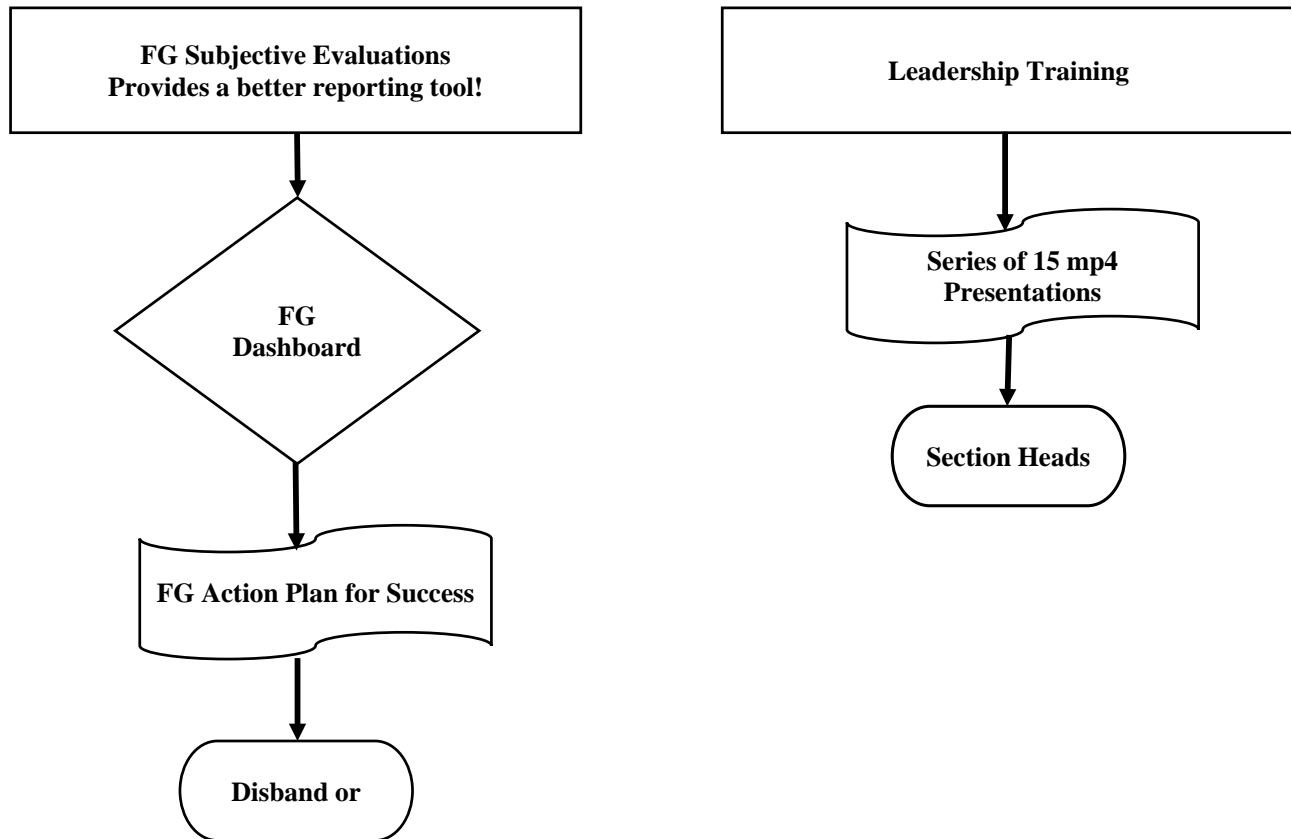 FG Subjective Evaluations
Provides a better reporting tool!
FG
Dashboard
FG Action Plan for Success
Disband or
Leadership Training
Series of 15 mp4
Presentations
Section Heads